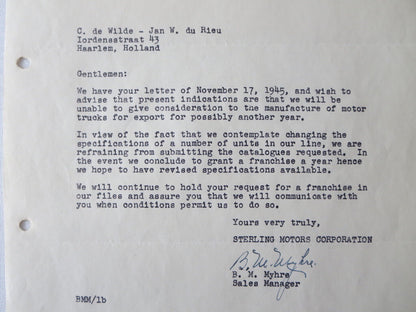 C. de Wilde - Jan W. du Rieu
Iordensstraat 43
Haarlem, Holland
Gentlemen:
We have your letter of November 17, 1945, and wish to
advise that present indications are that we will be
unable to give consideration to the manufacture of motor
trucks for export for possibly another year.
In view of the fact that we contemplate changing the
specifications of a number of units in our line, we are
refraining from submitting the catalogues requested. In
the event we conclude to grant a franchise a year hence
we hope to have revised specifications available.
We will continue to hold your request for a franchise in
our files and assure you that we will communicate with
you when conditions permit us to do so.
Yours very truly,
STERLING MOTORS CORPORATION
B. M. Myhre.
B. M. Myhre
Sales Manager
BMM/lb